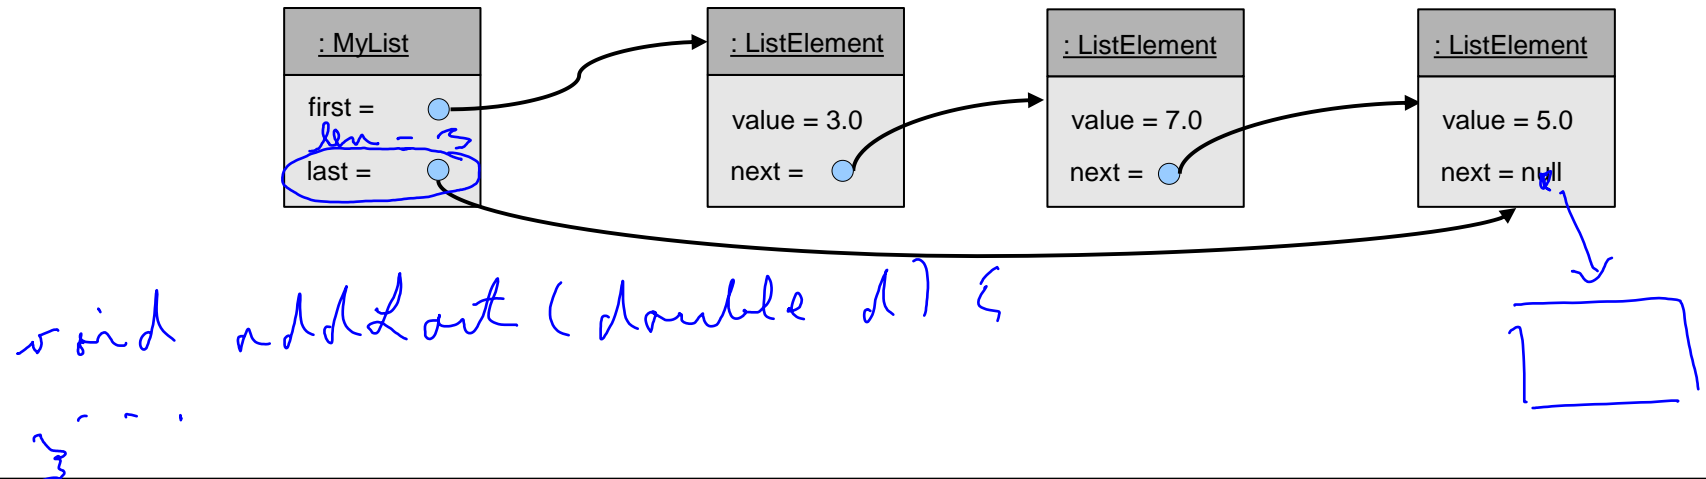 : MyList
first =
len = 3
last =
: ListElement
value = 3.0
next =
: ListElement
value = 7.0
next =
: ListElement
value = 5.0
next = null
void addLast (double d) {
. . .
}